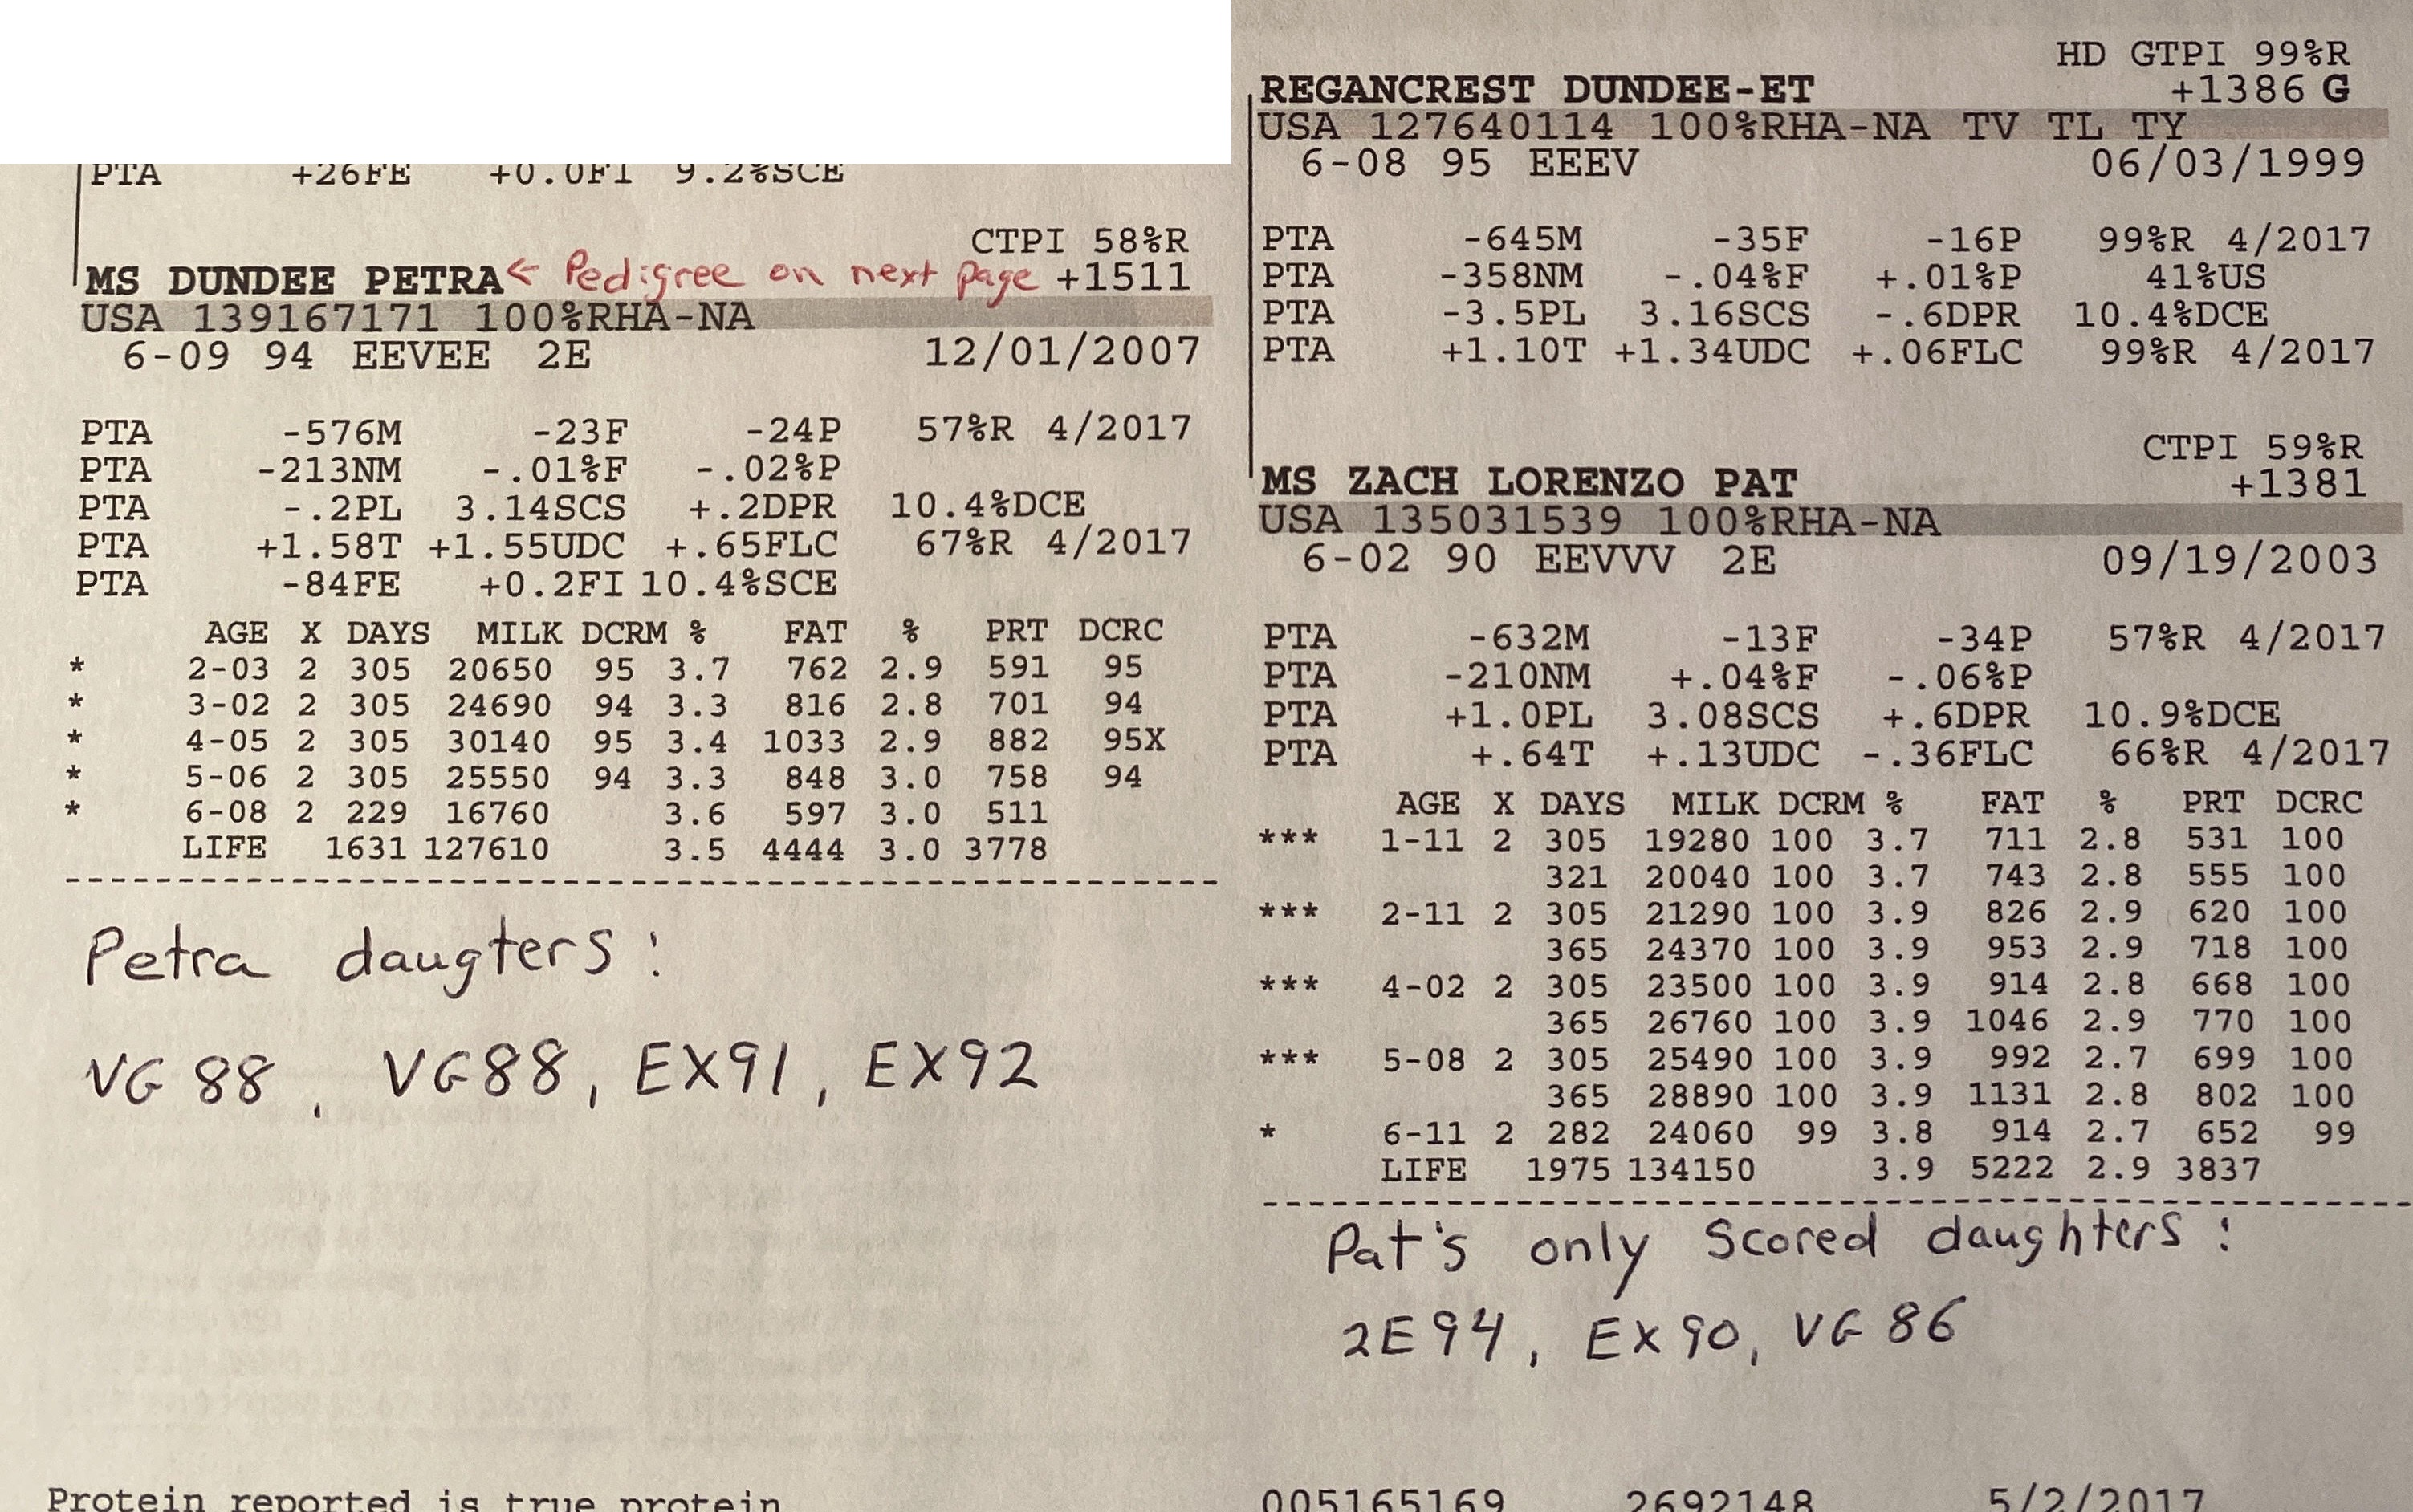 PTA +26FE +0.0FI 9.2%SCE
CTPI 58%R
MS DUNDEE PETRA ← Pedigree on next page +1511
USA 139167171 100%RHA-NA
6-09 94 EEVEE 2E 12/01/2007
PTA -576M -23F -24P 57%R 4/2017
PTA -213NM -.01%F -.02%P
PTA -.2PL 3.14SCS +.2DPR 10.4%DCE
PTA +1.58T +1.55UDC +.65FLC 67%R 4/2017
PTA -84FE +0.2FI 10.4%SCE
AGE X DAYS MILK DCRM % FAT % PRT DCRC
* 2-03 2 305 20650 95 3.7 762 2.9 591 95
* 3-02 2 305 24690 94 3.3 816 2.8 701 94
* 4-05 2 305 30140 95 3.4 1033 2.9 882 95X
* 5-06 2 305 25550 94 3.3 848 3.0 758 94
* 6-08 2 229 16760 3.6 597 3.0 511
LIFE 1631 127610 3.5 4444 3.0 3778
Petra daugters:
VG 88, VG88, EX91, EX92
Protein reported is true protein
HD GTPI 99%R
REGANCREST DUNDEE-ET +1386 G
USA 127640114 100%RHA-NA TV TL TY
6-08 95 EEEV 06/03/1999
PTA -645M -35F -16P 99%R 4/2017
PTA -358NM -.04%F +.01%P 41%US
PTA -3.5PL 3.16SCS -.6DPR 10.4%DCE
PTA +1.10T +1.34UDC +.06FLC 99%R 4/2017
CTPI 59%R
MS ZACH LORENZO PAT +1381
USA 135031539 100%RHA-NA
6-02 90 EEVVV 2E 09/19/2003
PTA -632M -13F -34P 57%R 4/2017
PTA -210NM +.04%F -.06%P
PTA +1.0PL 3.08SCS +.6DPR 10.9%DCE
PTA +.64T +.13UDC -.36FLC 66%R 4/2017
AGE X DAYS MILK DCRM % FAT % PRT DCRC
*** 1-11 2 305 19280 100 3.7 711 2.8 531 100
321 20040 100 3.7 743 2.8 555 100
*** 2-11 2 305 21290 100 3.9 826 2.9 620 100
365 24370 100 3.9 953 2.9 718 100
*** 4-02 2 305 23500 100 3.9 914 2.8 668 100
365 26760 100 3.9 1046 2.9 770 100
*** 5-08 2 305 25490 100 3.9 992 2.7 699 100
365 28890 100 3.9 1131 2.8 802 100
* 6-11 2 282 24060 99 3.8 914 2.7 652 99
LIFE 1975 134150 3.9 5222 2.9 3837
Pat's only Scored daughters:
2E94, EX90, VG 86
005165169 2692148 5/2/2017